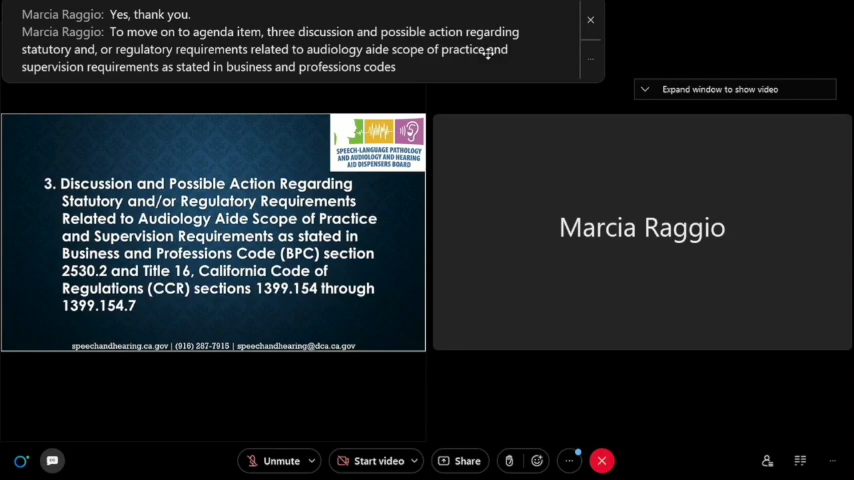 Marcia Raggio: Yes, thank you.
Marcia Raggio: To move on to agenda item, three discussion and possible action regarding
statutory and, or regulatory requirements related to audiology aide scope of practice and
supervision requirements as stated in business and professions codes
Expand window to show video
SPEECH-LANGUAGE PATHOLOGY
AND AUDIOLOGY AND HEARING
AID DISPENSERS BOARD
3. Discussion and Possible Action Regarding
Statutory and/or Regulatory Requirements
Related to Audiology Aide Scope of Practice
and Supervision Requirements as stated in
Business and Professions Code (BPC) section
2530.2 and Title 16, California Code of
Regulations (CCR) sections 1399.154 through
1399.154.7
speechandhearing.ca.gov | (916) 287-7915 | speechandhearing@dca.ca.gov
Marcia Raggio
Unmute
Start video
Share